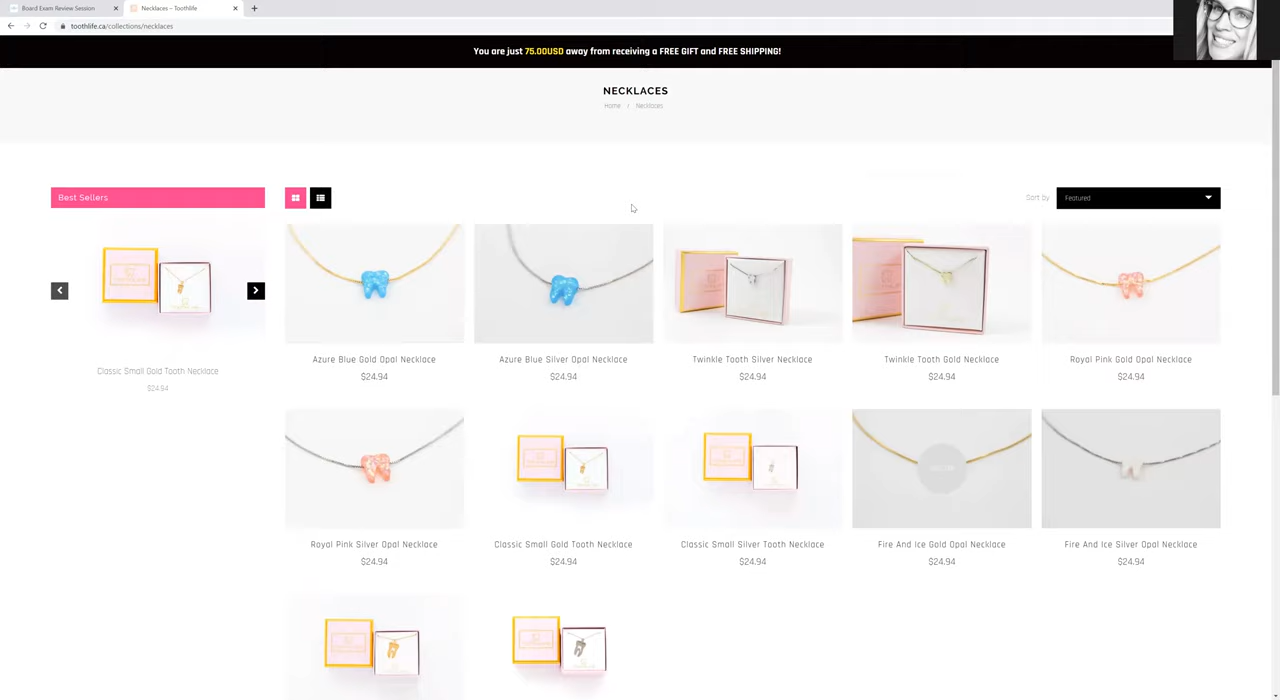 Board Exam Review Session
Necklaces – Toothlife
toothlife.ca/collections/necklaces
You are just 75.00USD away from receiving a FREE GIFT and FREE SHIPPING!
NECKLACES
Home / Necklaces
Best Sellers
Sort by
Featured
Classic Small Gold Tooth Necklace
$24.94
Azure Blue Gold Opal Necklace
$24.94
Azure Blue Silver Opal Necklace
$24.94
Twinkle Tooth Silver Necklace
$24.94
Twinkle Tooth Gold Necklace
$24.94
Royal Pink Gold Opal Necklace
$24.94
Royal Pink Silver Opal Necklace
$24.94
Classic Small Gold Tooth Necklace
$24.94
Classic Small Silver Tooth Necklace
$24.94
Fire And Ice Gold Opal Necklace
$24.94
Fire And Ice Silver Opal Necklace
$24.94